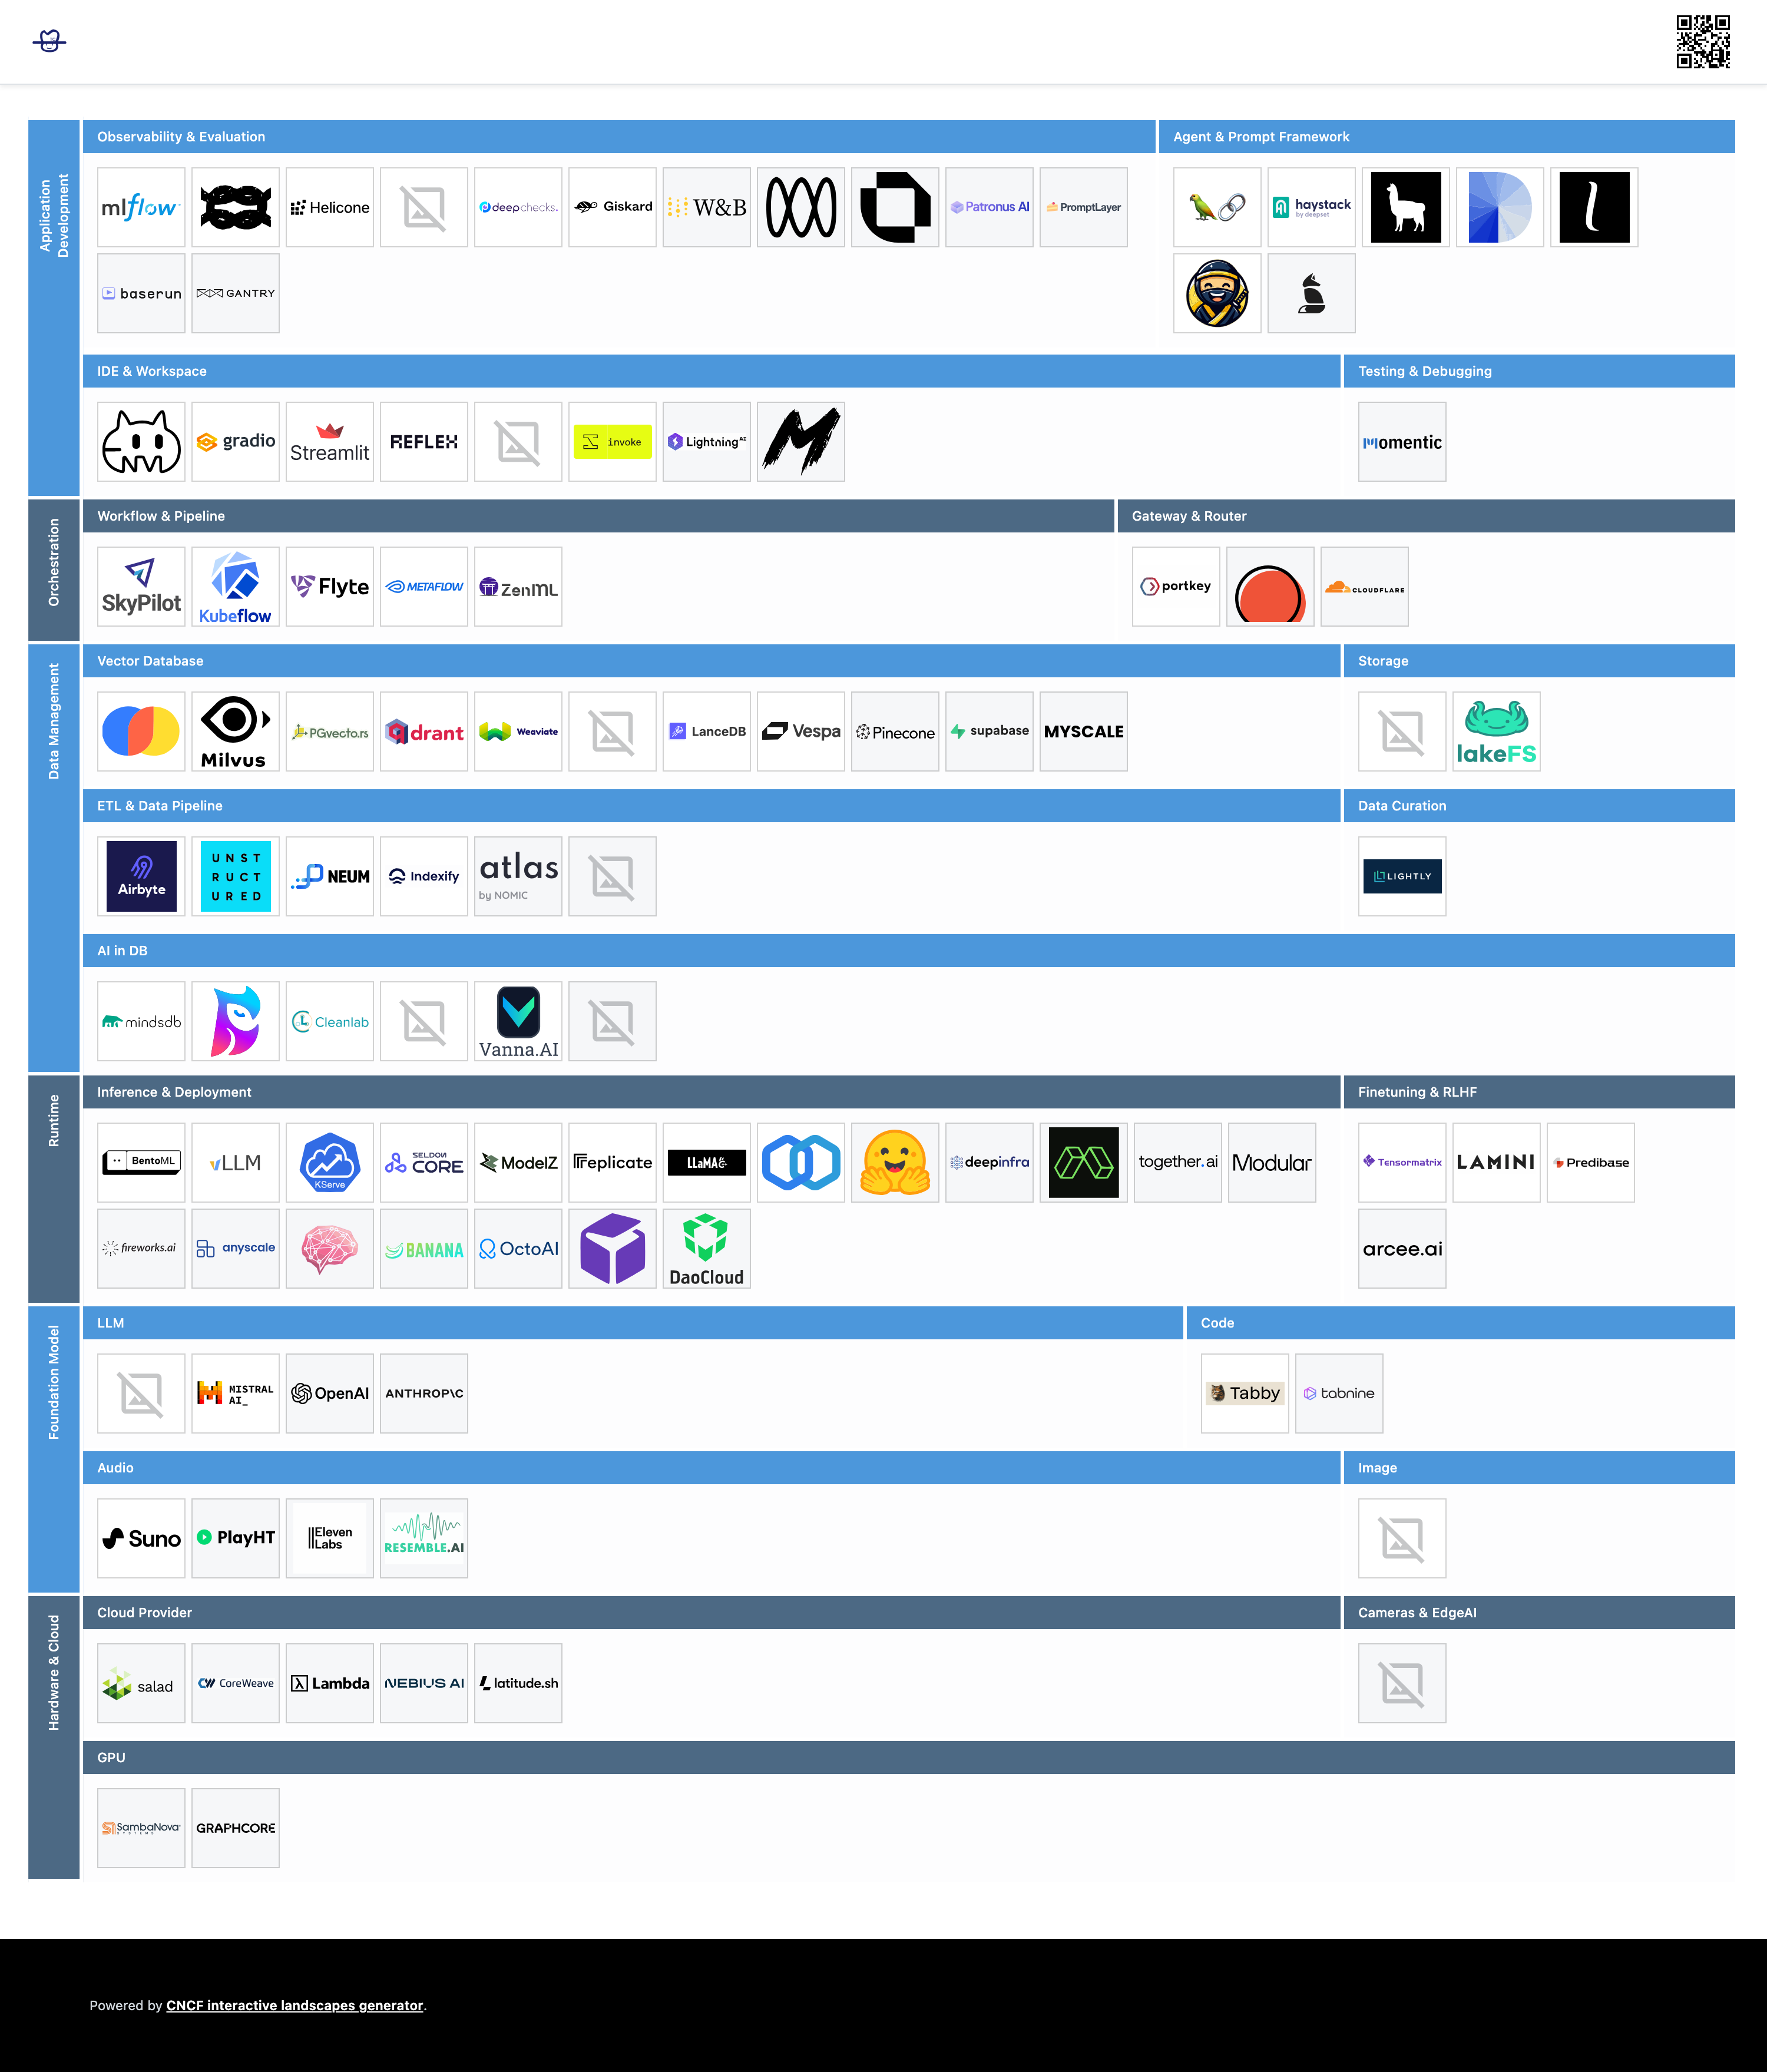 Application
Development
Observability & Evaluation
Agent & Prompt Framework
mlflow
Helicone
deepchecks.
Giskard
W&B
Patronus AI
PromptLayer
haystack
by deepset
baserun
GANTRY
IDE & Workspace
Testing & Debugging
gradio
Streamlit
REFLEX
invoke
Lightning AI
momentic
Orchestration
Workflow & Pipeline
Gateway & Router
SkyPilot
Kubeflow
Flyte
METAFLOW
ZenML
portkey
CLOUDFLARE
Data Management
Vector Database
Storage
Milvus
PGvecto.rs
qdrant
Weaviate
LanceDB
Vespa
Pinecone
supabase
MYSCALE
lakeFS
ETL & Data Pipeline
Data Curation
Airbyte
UNST
RUCT
URED
NEUM
Indexify
atlas
by NOMIC
LIGHTLY
AI in DB
mindsdb
Cleanlab
Vanna.AI
Runtime
Inference & Deployment
Finetuning & RLHF
BentoML
vLLM
KServe
SELDON
CORE
ModelZ
Replicate
LLaMA
deepinfra
together.ai
Modular
Tensormatrix
LAMINI
Predibase
fireworks.ai
anyscale
BANANA
OctoAI
DaoCloud
arcee.ai
Foundation Model
LLM
Code
MISTRAL
AI_
OpenAI
ANTHROP\C
Tabby
tabnine
Audio
Image
Suno
PlayHT
IIEleven
Labs
RESEMBLE.AI
Hardware & Cloud
Cloud Provider
Cameras & EdgeAI
salad
CoreWeave
Lambda
NEBIUS AI
latitude.sh
GPU
SambaNova
SYSTEMS
GRAPHCORE
Powered by CNCF interactive landscapes generator.